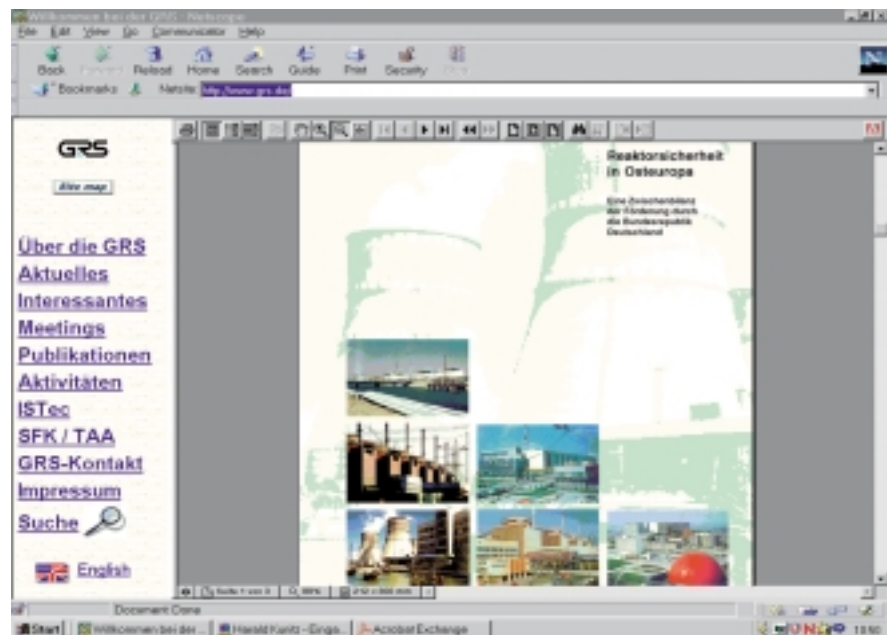 Willkommen bei der GRS - Netscape
File Edit View Go Communicator Help
Back Forward Reload Home Search Guide Print Security Stop
Bookmarks Netsite: http://www.grs.de/
GRS
Site map
Über die GRS
Aktuelles
Interessantes
Meetings
Publikationen
Aktivitäten
ISTec
SFK / TAA
GRS-Kontakt
Impressum
Suche
English
Reaktorsicherheit
in Osteuropa
Eine Zwischenbilanz
der Förderung durch
die Bundesrepublik
Deutschland
Document: Done
Start Willkommen bei der ... Harald Kunitz - Einga... Acrobat Exchange